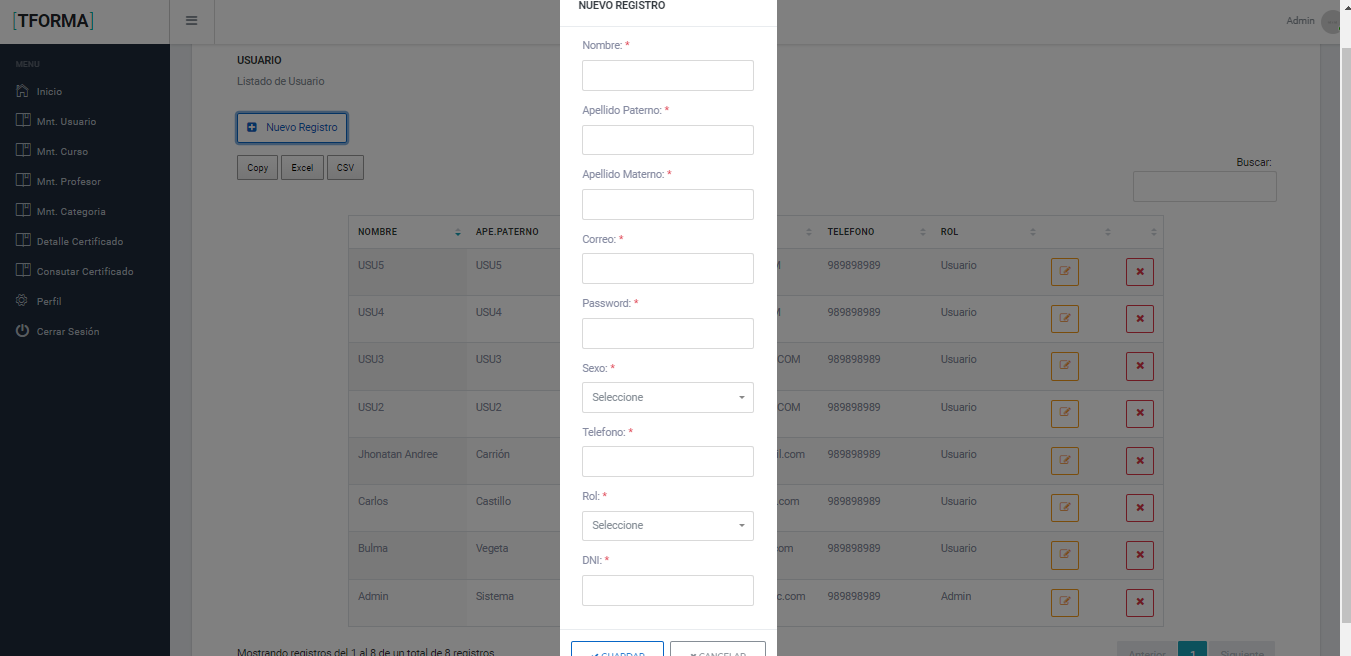 [TFORMA]
Admin
MENU
Inicio
Mnt. Usuario
Mnt. Curso
Mnt. Profesor
Mnt. Categoria
Detalle Certificado
Consutar Certificado
Perfil
Cerrar Sesión
USUARIO
Listado de Usuario
Nuevo Registro
Copy Excel CSV
Buscar:
NOMBRE APE.PATERNO TELEFONO ROL
USU5 USU5 989898989 Usuario
USU4 USU4 989898989 Usuario
USU3 USU3 COM 989898989 Usuario
USU2 USU2 COM 989898989 Usuario
Jhonatan Andree Carrión il.com 989898989 Usuario
Carlos Castillo .com 989898989 Usuario
Bulma Vegeta om 989898989 Usuario
Admin Sistema c.com 989898989 Admin
Mostrando registros del 1 al 8 de un total de 8 registros
Anterior 1 Siguiente
NUEVO REGISTRO
Nombre: *
Apellido Paterno: *
Apellido Materno: *
Correo: *
Password: *
Sexo: *
Seleccione
Telefono: *
Rol: *
Seleccione
DNI: *
GUARDAR CANCELAR